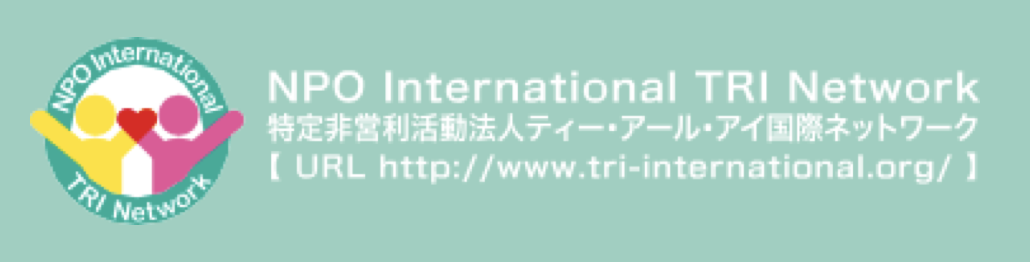 NPO International
TRI Network
NPO International TRI Network
特定非営利活動法人ティー・アール・アイ国際ネットワーク
【 URL http://www.tri-international.org/ 】